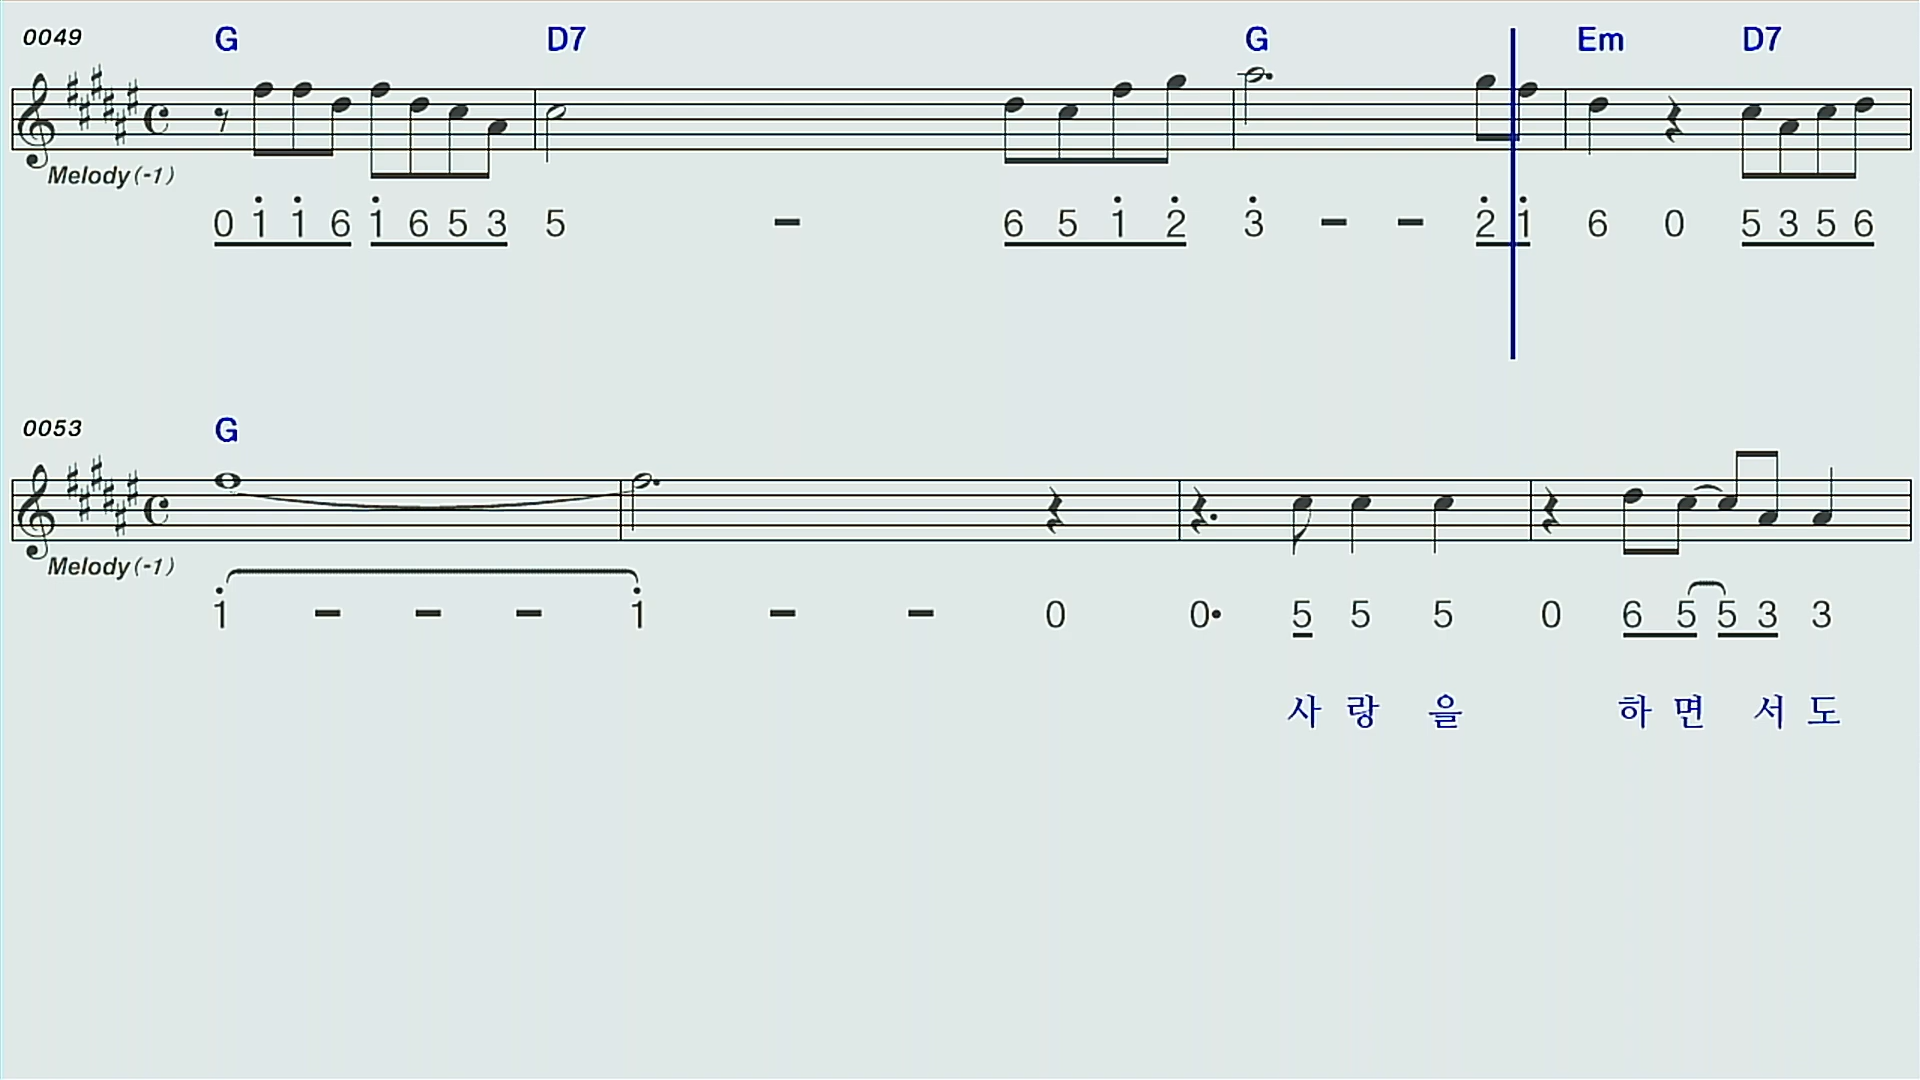 0049 G D7 G Em D7
Melody(-1)
0 1 1 6 1 6 5 3 5 - 6 5 1 2 3 - - 2 1 6 0 5 3 5 6
0053 G
Melody(-1)
1 - - - 1 - - 0 0• 5 5 5 0 6 5 5 3 3
사 랑 을 하 면 서 도